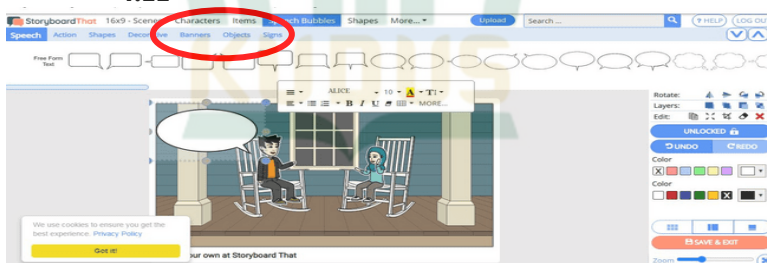 StoryboardThat 16x9 - Scenes Characters Items Speech Bubbles Shapes More... Upload Search ... ? HELP LOG OU
Speech Action Shapes Decorative Banners Objects Signs
Free Form
Text
ALICE 10 A T
B I U MORE...
Rotate:
Layers:
Edit:
UNLOCKED
UNDO REDO
Color
X
Color
X
We use cookies to ensure you get the
best experience. Privacy Policy
Got it!
our own at Storyboard That
SAVE & EXIT
Zoom
KUDUS